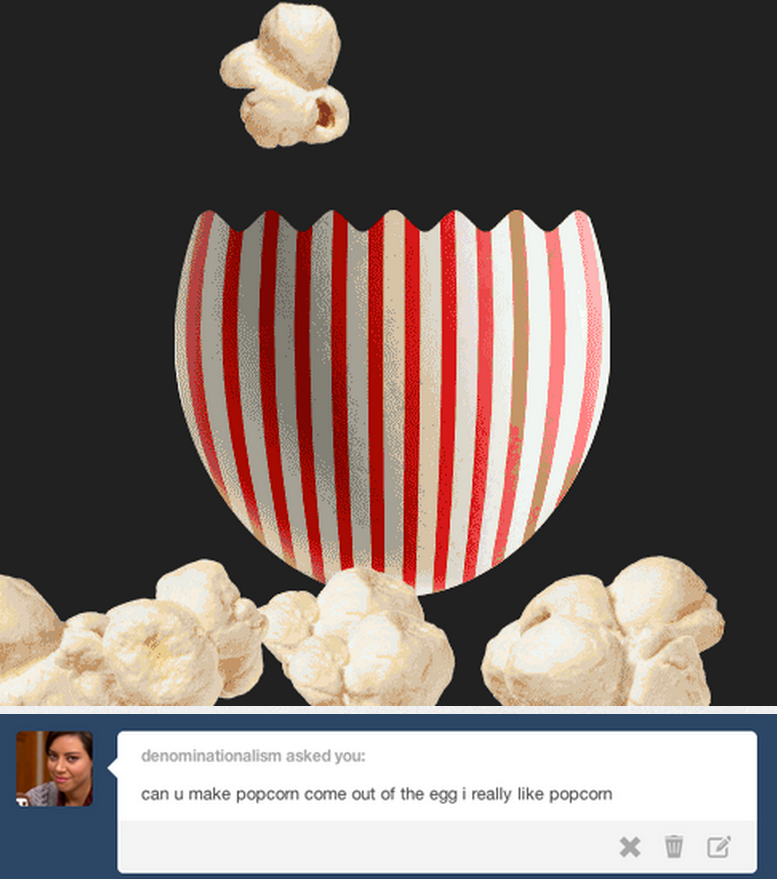 denominationalism asked you:
can u make popcorn come out of the egg i really like popcorn